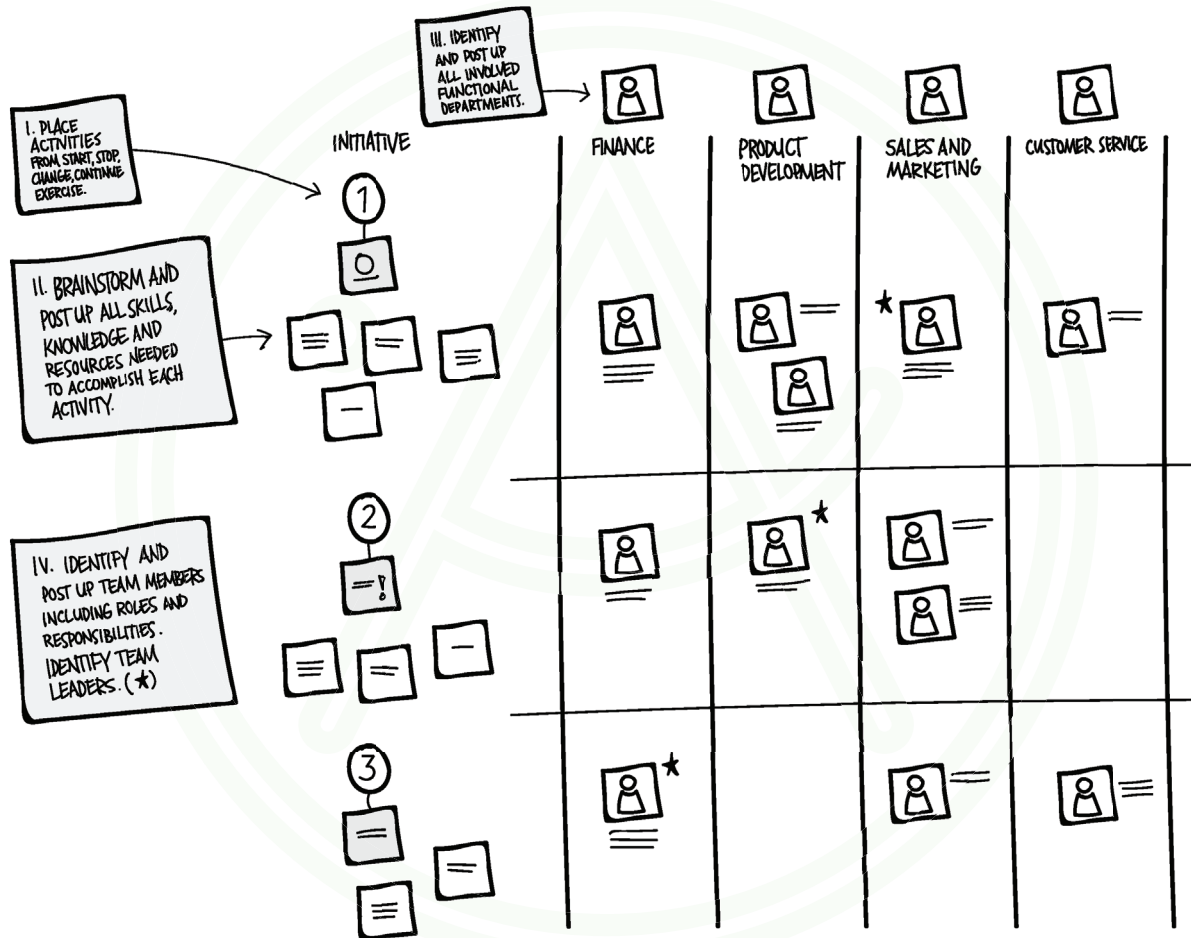 III. IDENTIFY
AND POST UP
ALL INVOLVED
FUNCTIONAL
DEPARTMENTS.
I. PLACE
ACTIVITIES
FROM START, STOP,
CHANGE, CONTINUE
EXERCISE.
INITIATIVE
FINANCE
PRODUCT
DEVELOPMENT
SALES AND
MARKETING
CUSTOMER SERVICE
1
II. BRAINSTORM AND
POST UP ALL SKILLS,
KNOWLEDGE AND
RESOURCES NEEDED
TO ACCOMPLISH EACH
ACTIVITY.
2
IV. IDENTIFY AND
POST UP TEAM MEMBERS
INCLUDING ROLES AND
RESPONSIBILITIES.
IDENTIFY TEAM
LEADERS. (★)
3